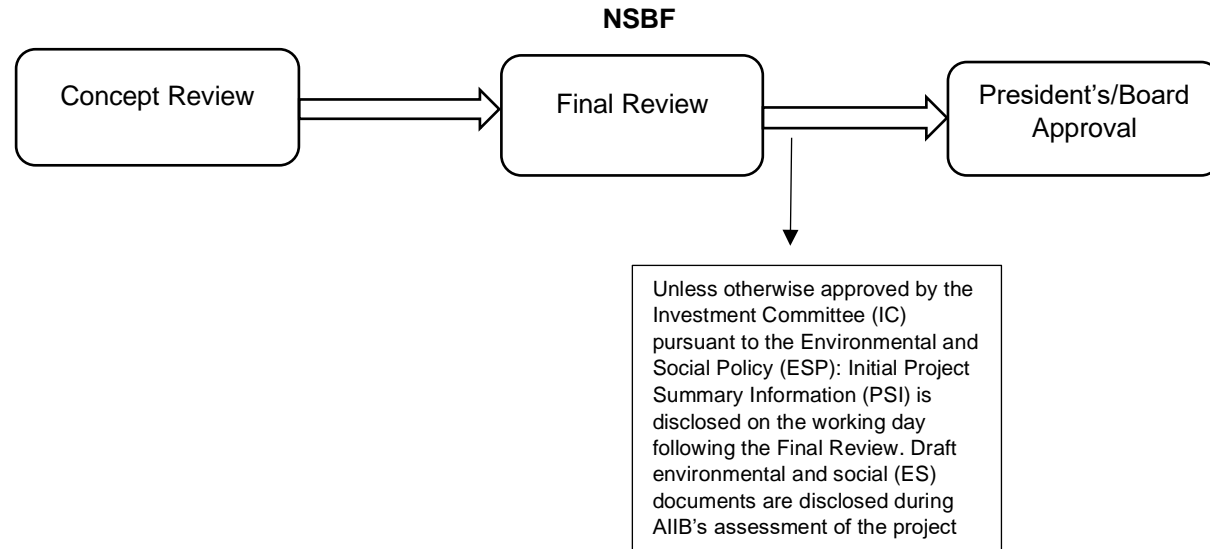 NSBF
Concept Review
Final Review
President's/Board
Approval
Unless otherwise approved by the
Investment Committee (IC)
pursuant to the Environmental and
Social Policy (ESP): Initial Project
Summary Information (PSI) is
disclosed on the working day
following the Final Review. Draft
environmental and social (ES)
documents are disclosed during
AIIB's assessment of the project